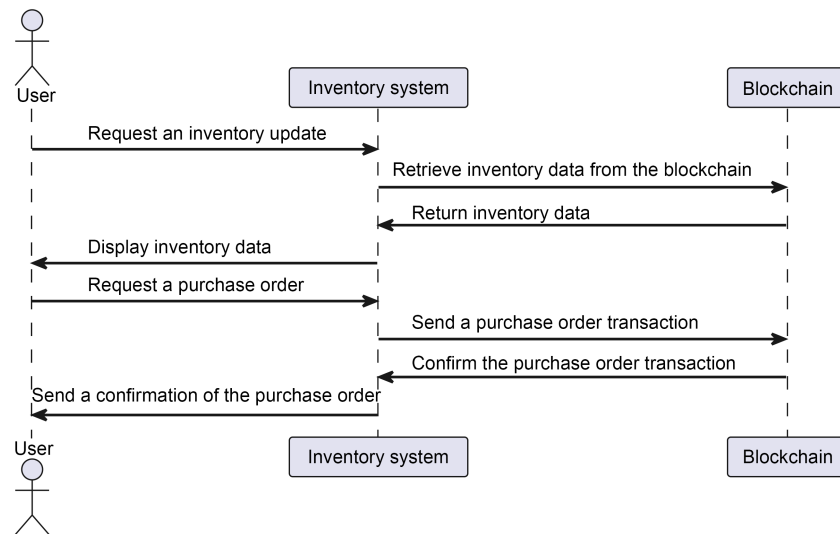 User
Inventory system
Blockchain
Request an inventory update
Retrieve inventory data from the blockchain
Return inventory data
Display inventory data
Request a purchase order
Send a purchase order transaction
Confirm the purchase order transaction
Send a confirmation of the purchase order
User
Inventory system
Blockchain